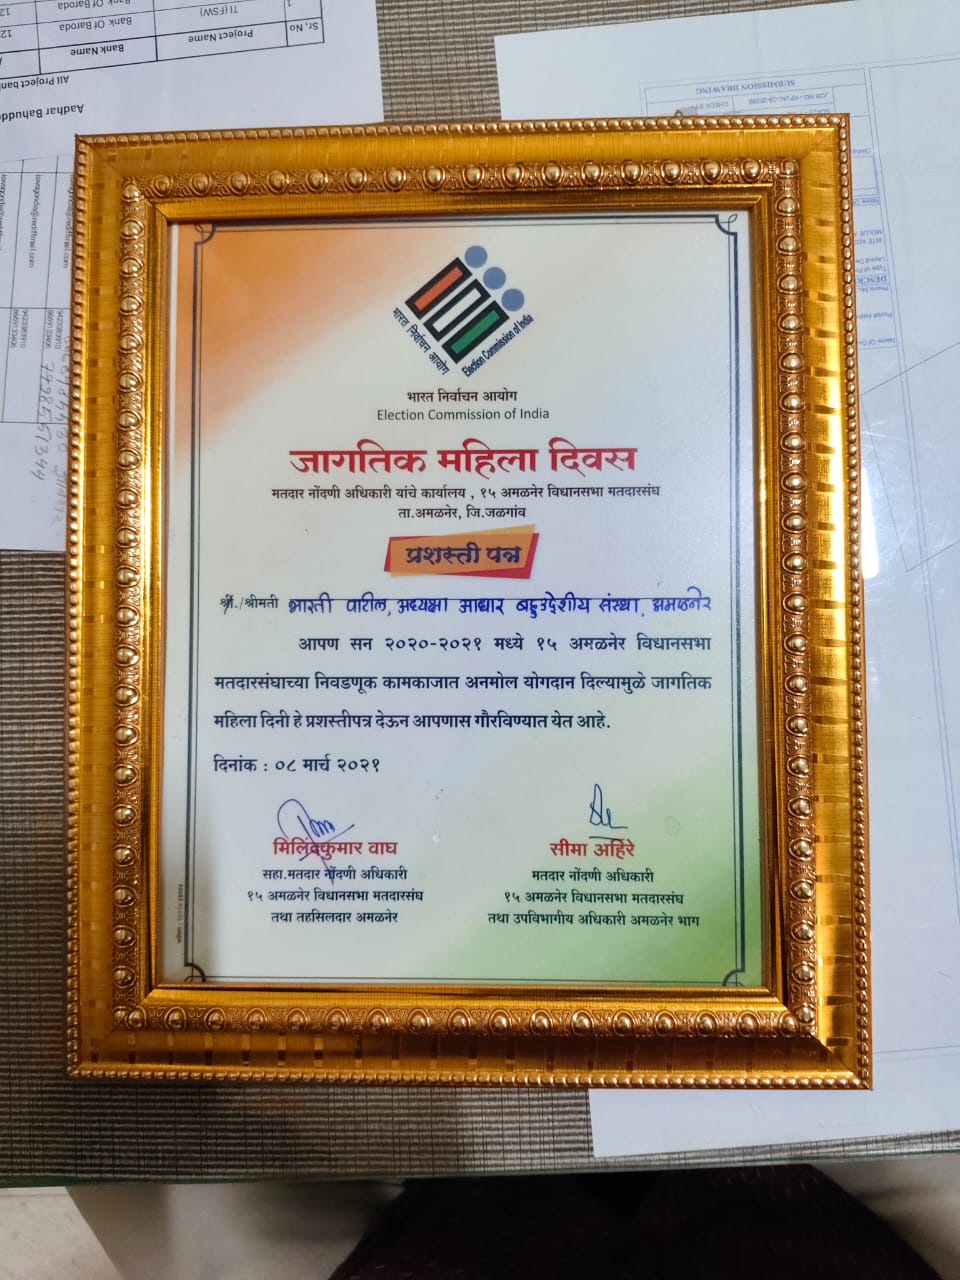 भारत निर्वाचन आयोग
Election Commission of India
भारत निर्वाचन आयोग
Election Commission of India
जागतिक महिला दिवस
मतदार नोंदणी अधिकारी यांचे कार्यालय , १५ अमळनेर विधानसभा मतदारसंघ
ता.अमळनेर, जि.जळगांव
प्रशस्ती पत्र
श्री./श्रीमती भारती पाटील, अध्यक्षा आधार बहुउद्देशीय संस्था, अमळनेर
आपण सन २०२०-२०२१ मध्ये १५ अमळनेर विधानसभा
मतदारसंघाच्या निवडणूक कामकाजात अनमोल योगदान दिल्यामुळे जागतिक
महिला दिनी हे प्रशस्तीपत्र देऊन आपणास गौरविण्यात येत आहे.
दिनांक : ०८ मार्च २०२१
मिलिंदकुमार वाघ
सहा.मतदार नोंदणी अधिकारी
१५ अमळनेर विधानसभा मतदारसंघ
तथा तहसिलदार अमळनेर
सीमा अहिरे
मतदार नोंदणी अधिकारी
१५ अमळनेर विधानसभा मतदारसंघ
तथा उपविभागीय अधिकारी अमळनेर भाग
Aadhar Bahudd
All Project bank
Sr. No
Project Name
Bank Name
1
TI (FSW)
Bank Of Baroda
Bank Of Baroda
SUBMISSION DRAWING